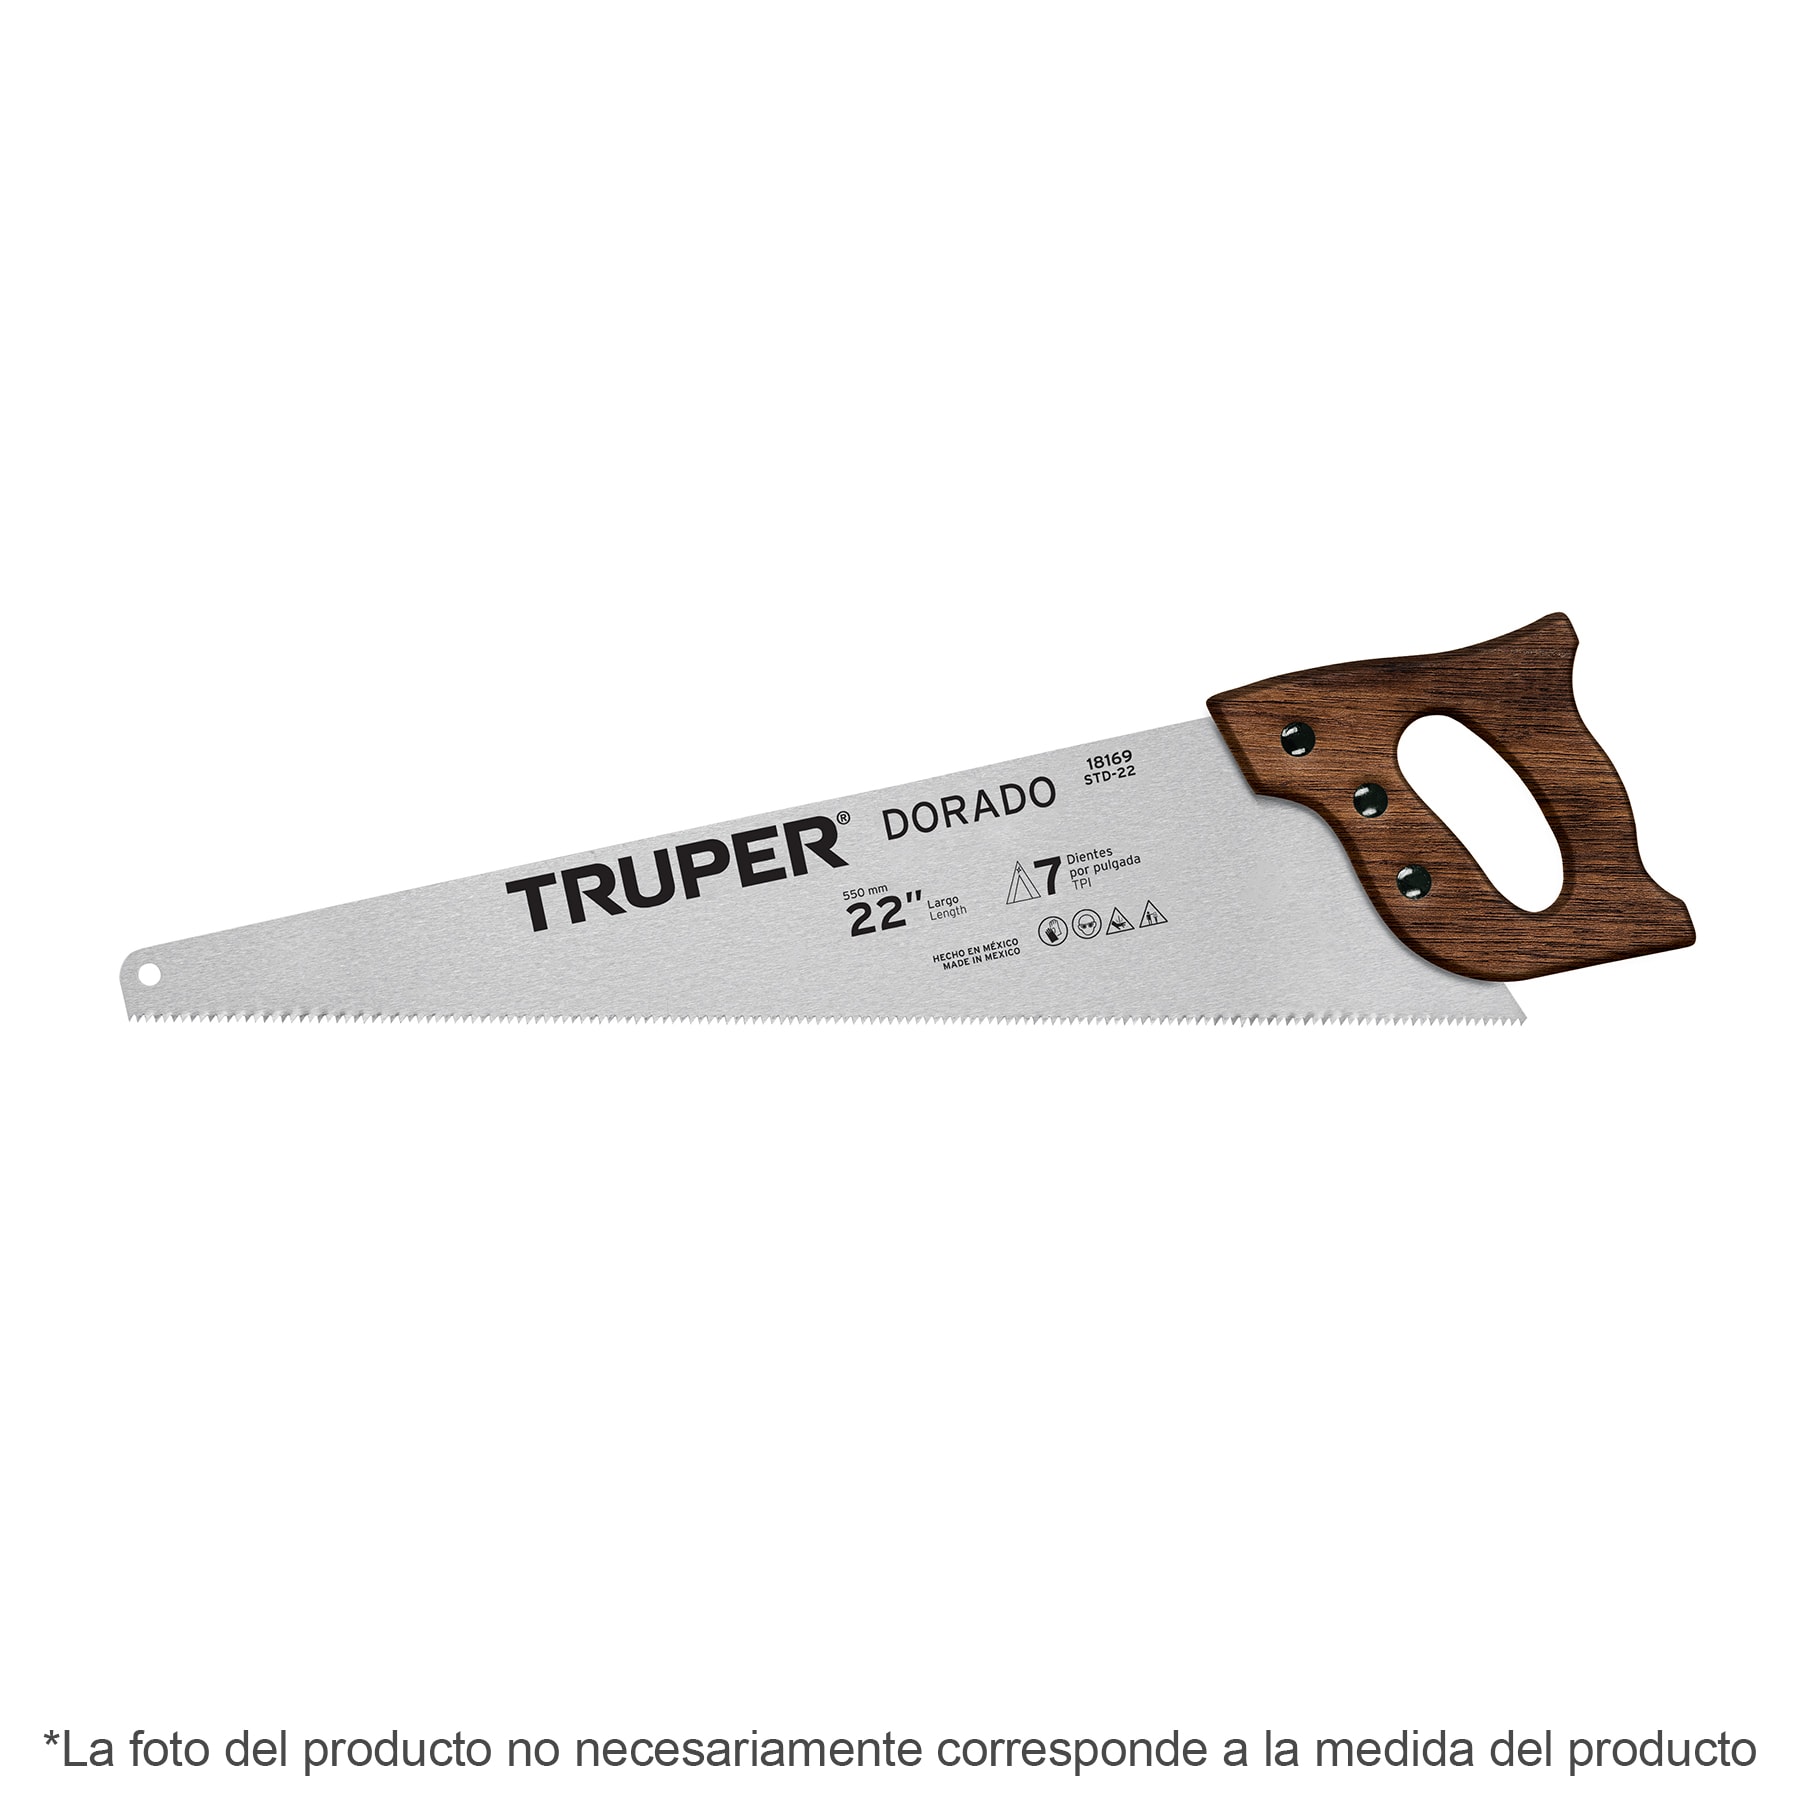 TRUPER®
DORADO
18169
STD-22
550 mm
22"
Largo
Length
7
Dientes
por pulgada
TPI
HECHO EN MÉXICO
MADE IN MEXICO
*La foto del producto no necesariamente corresponde a la medida del producto